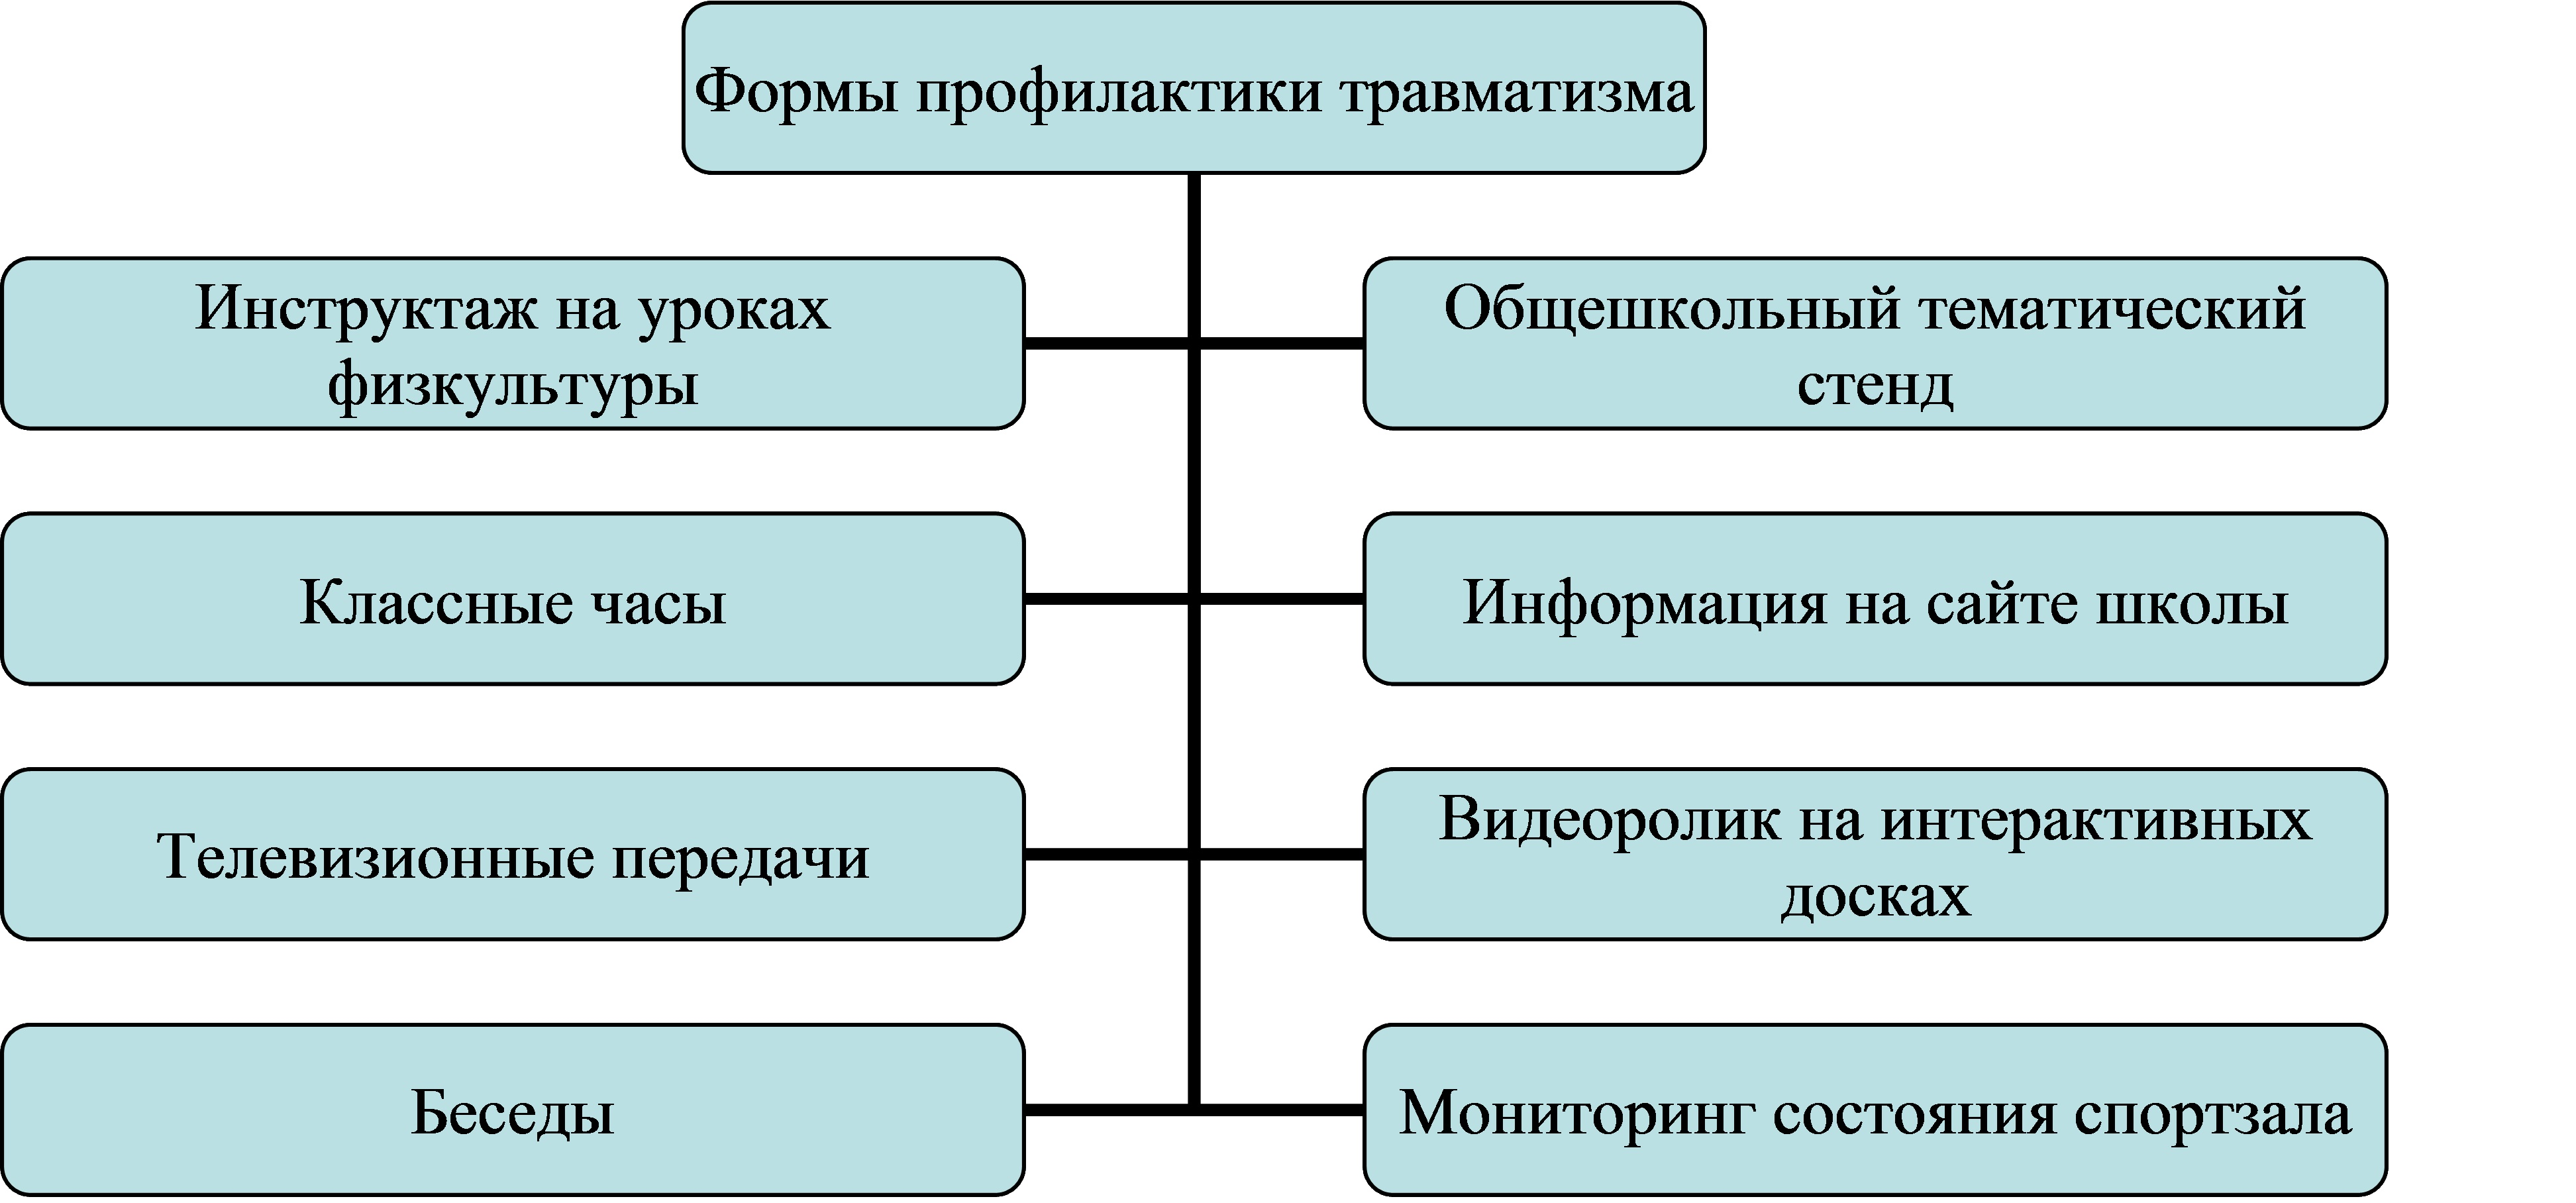 Формы профилактики травматизма
Инструктаж на уроках
физкультуры
Общешкольный тематический
стенд
Классные часы
Информация на сайте школы
Телевизионные передачи
Видеоролик на интерактивных
досках
Беседы
Мониторинг состояния спортзала